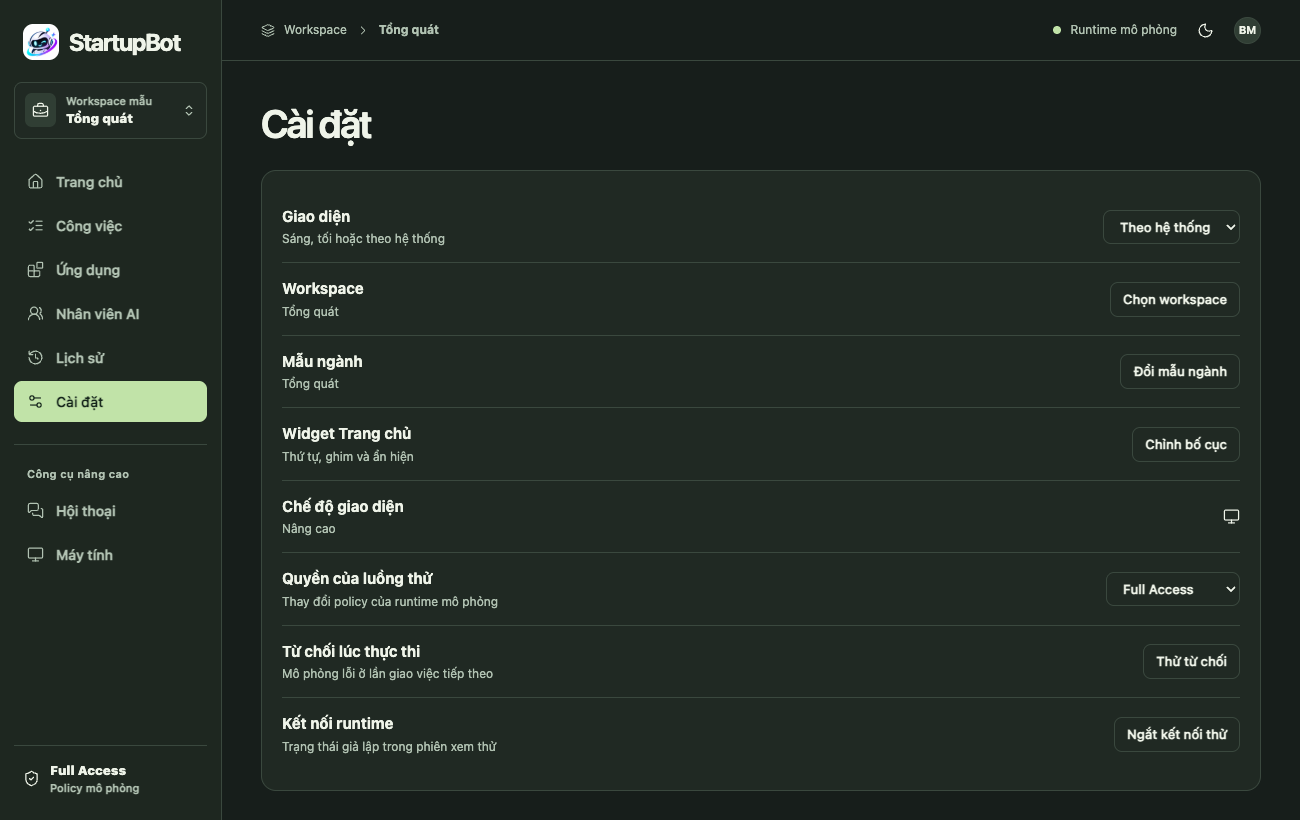 StartupBot
Workspace mẫu
Tổng quát
Trang chủ
Công việc
Ứng dụng
Nhân viên AI
Lịch sử
Cài đặt
Công cụ nâng cao
Hội thoại
Máy tính
Full Access
Policy mô phỏng
Workspace > Tổng quát
Runtime mô phỏng
BM
Cài đặt
Giao diện
Sáng, tối hoặc theo hệ thống
Theo hệ thống
Workspace
Tổng quát
Chọn workspace
Mẫu ngành
Tổng quát
Đổi mẫu ngành
Widget Trang chủ
Thứ tự, ghim và ẩn hiện
Chỉnh bố cục
Chế độ giao diện
Nâng cao
Quyền của luồng thử
Thay đổi policy của runtime mô phỏng
Full Access
Từ chối lúc thực thi
Mô phỏng lỗi ở lần giao việc tiếp theo
Thử từ chối
Kết nối runtime
Trạng thái giả lập trong phiên xem thử
Ngắt kết nối thử